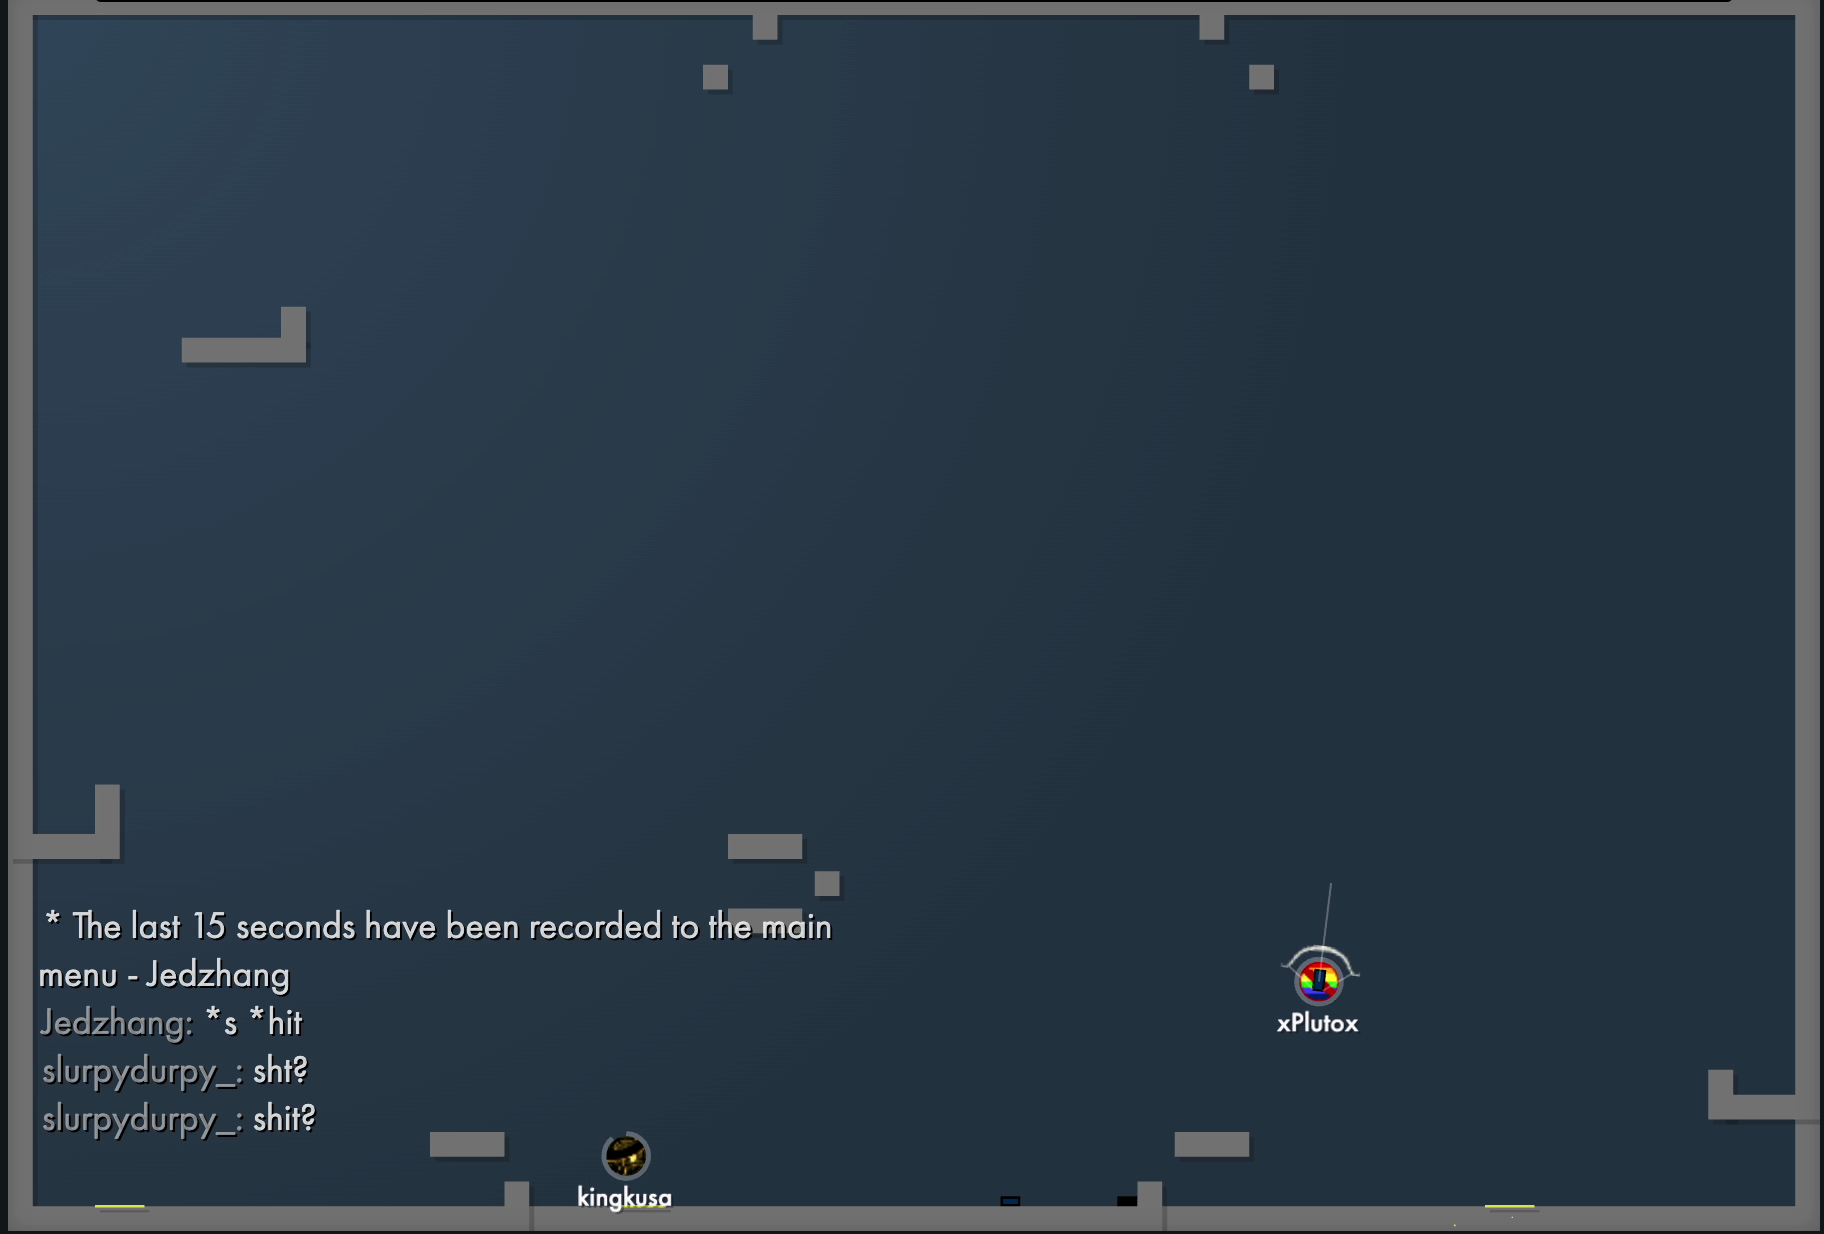 * The last 15 seconds have been recorded to the main
menu - Jedzhang
Jedzhang: *s *hit
xPlutox
slurpydurpy_: sht?
slurpydurpy_: shit?
kingkusa